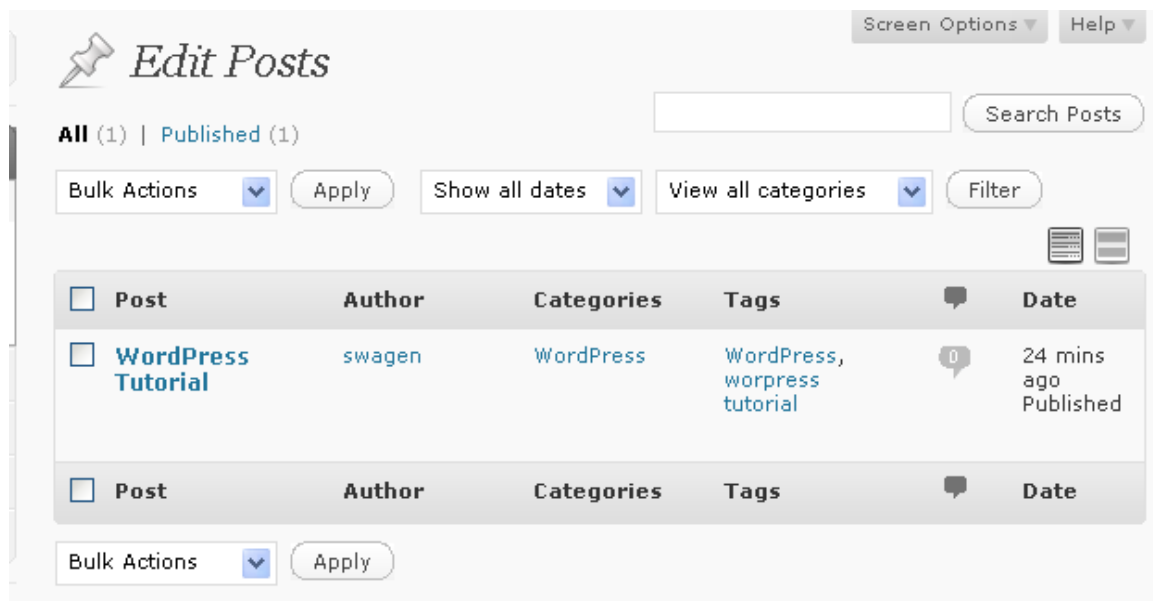 Screen Options Help
Edit Posts
Search Posts
All (1) | Published (1)
Bulk Actions Apply Show all dates View all categories Filter
Post Author Categories Tags Date
WordPress swagen WordPress WordPress, 0 24 mins
Tutorial worpress ago
tutorial Published
Post Author Categories Tags Date
Bulk Actions Apply